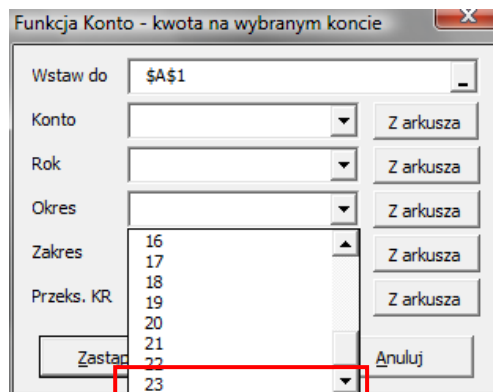 Funkcja Konto - kwota na wybranym koncie
Wstaw do $A$1 _
Konto Z arkusza
Rok Z arkusza
Okres Z arkusza
Zakres Z arkusza
Przeks. KR Z arkusza
16
17
18
19
20
21
22
23
Zastąp Anuluj